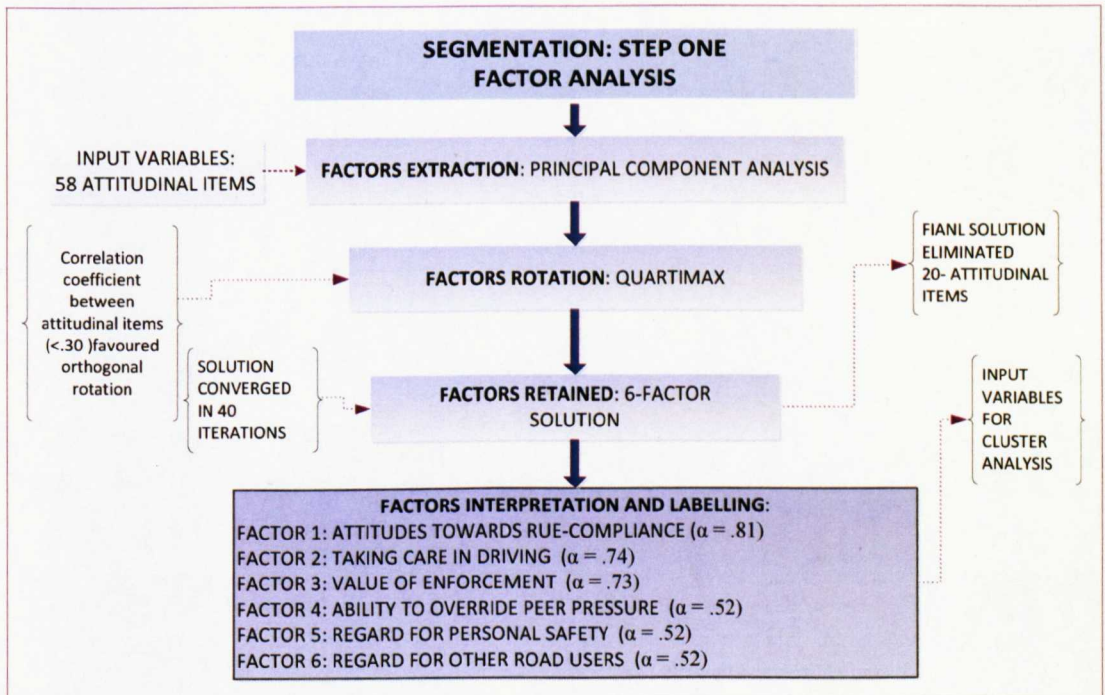 SEGMENTATION: STEP ONE
FACTOR ANALYSIS
INPUT VARIABLES:
58 ATTITUDINAL ITEMS
FACTORS EXTRACTION: PRINCIPAL COMPONENT ANALYSIS
Correlation
coefficient
between
attitudinal items
(<.30 )favoured
orthogonal
rotation
FACTORS ROTATION: QUARTIMAX
FIANL SOLUTION
ELIMINATED
20- ATTITUDINAL
ITEMS
SOLUTION
CONVERGED
IN 40
ITERATIONS
FACTORS RETAINED: 6-FACTOR
SOLUTION
INPUT
VARIABLES
FOR
CLUSTER
ANALYSIS
FACTORS INTERPRETATION AND LABELLING:
FACTOR 1: ATTITUDES TOWARDS RUE-COMPLIANCE (α = .81)
FACTOR 2: TAKING CARE IN DRIVING (α = .74)
FACTOR 3: VALUE OF ENFORCEMENT (α = .73)
FACTOR 4: ABILITY TO OVERRIDE PEER PRESSURE (α = .52)
FACTOR 5: REGARD FOR PERSONAL SAFETY (α = .52)
FACTOR 6: REGARD FOR OTHER ROAD USERS (α = .52)